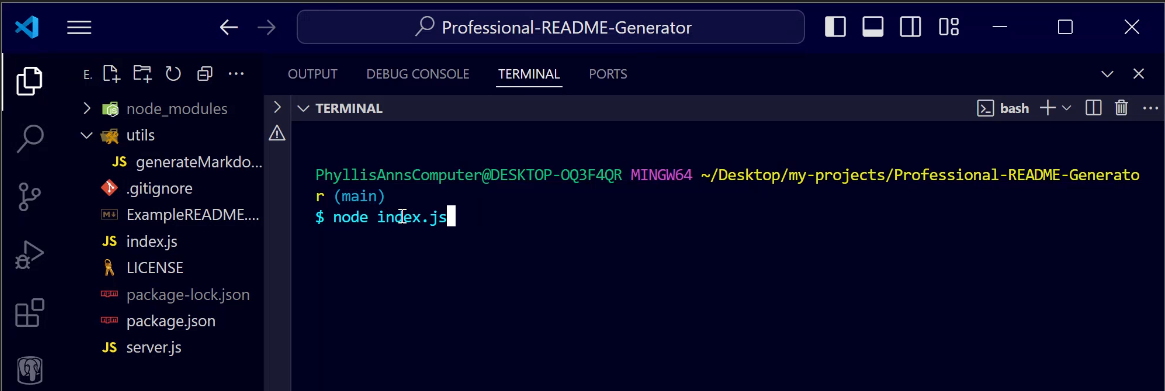 Professional-README-Generator
E.
OUTPUT DEBUG CONSOLE TERMINAL PORTS
node_modules
utils
JS generateMarkdo...
.gitignore
ExampleREADME....
JS index.js
LICENSE
package-lock.json
package.json
JS server.js
TERMINAL
bash
PhyllisAnnsComputer@DESKTOP-OQ3F4QR MINGW64 ~/Desktop/my-projects/Professional-README-Generato
r (main)
$ node index.js